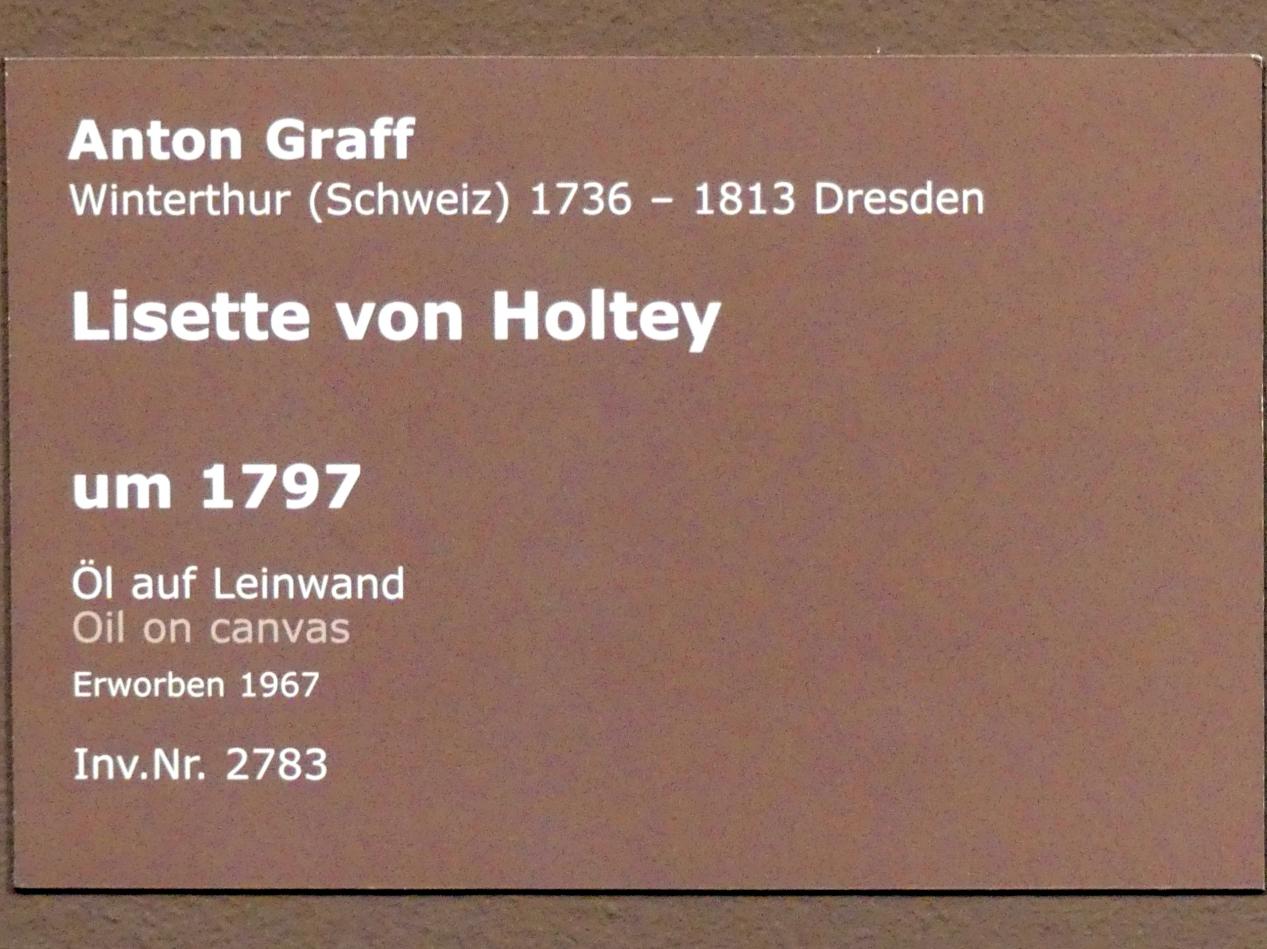 Anton Graff
Winterthur (Schweiz) 1736 – 1813 Dresden
Lisette von Holtey
um 1797
Öl auf Leinwand
Oil on canvas
Erworben 1967
Inv.Nr. 2783